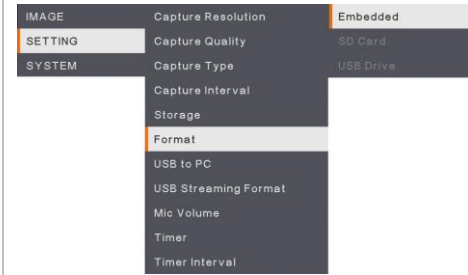 IMAGE
SETTING
SYSTEM
Capture Resolution
Capture Quality
Capture Type
Capture Interval
Storage
Format
USB to PC
USB Streaming Format
Mic Volume
Timer
Timer Interval
Embedded
SD Card
USB Drive